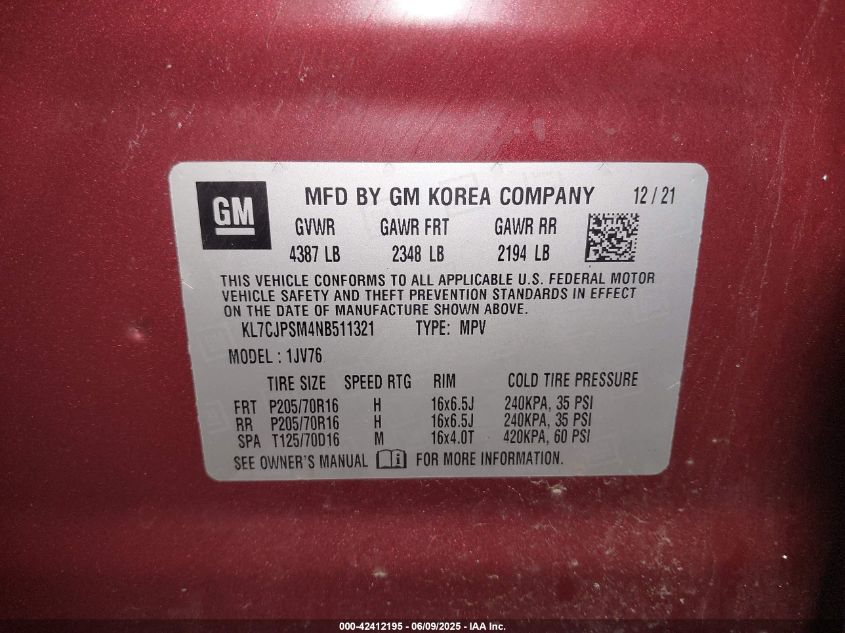 GM
MFD BY GM KOREA COMPANY 12 / 21
GVWR GAWR FRT GAWR RR
4387 LB 2348 LB 2194 LB
THIS VEHICLE CONFORMS TO ALL APPLICABLE U.S. FEDERAL MOTOR
VEHICLE SAFETY AND THEFT PREVENTION STANDARDS IN EFFECT
ON THE DATE OF MANUFACTURE SHOWN ABOVE.
KL7CJPSM4NB511321 TYPE: MPV
MODEL : 1JV76
TIRE SIZE SPEED RTG RIM COLD TIRE PRESSURE
FRT P205/70R16 H 16x6.5J 240KPA, 35 PSI
RR P205/70R16 H 16x6.5J 240KPA, 35 PSI
SPA T125/70D16 M 16x4.0T 420KPA, 60 PSI
SEE OWNER'S MANUAL FOR MORE INFORMATION.
000-42412195 - 06/09/2025 - IAA Inc.